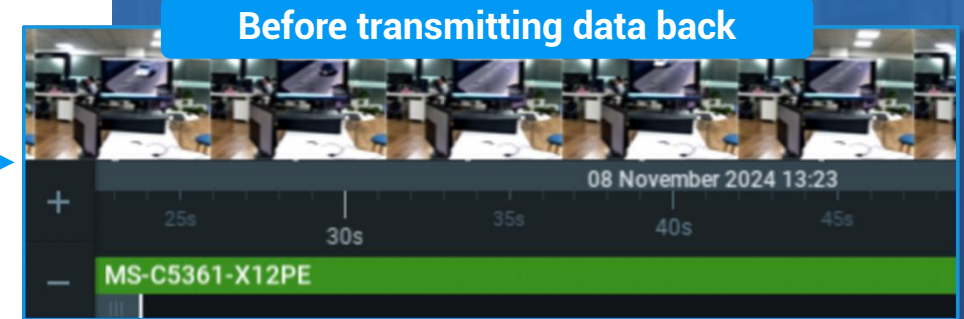 Before transmitting data back
08 November 2024 13:23
+
25s
30s
35s
40s
45s
–
MS-C5361-X12PE